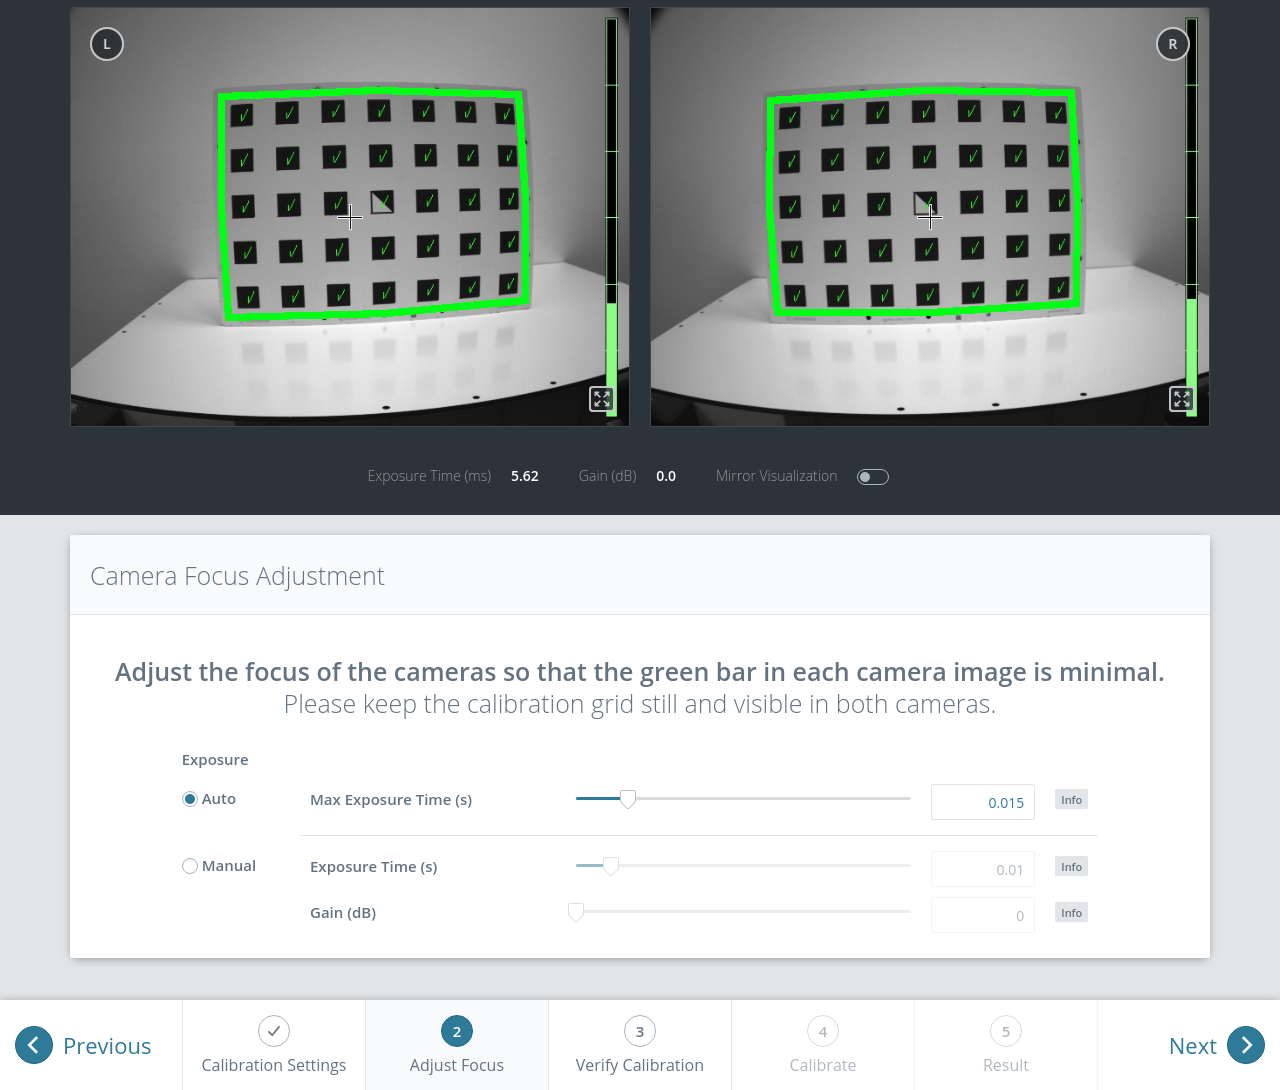 L
R
Exposure Time (ms) 5.62 Gain (dB) 0.0 Mirror Visualization
Camera Focus Adjustment
Adjust the focus of the cameras so that the green bar in each camera image is minimal.
Please keep the calibration grid still and visible in both cameras.
Exposure
Auto Max Exposure Time (s) 0.015 Info
Manual Exposure Time (s) 0.01 Info
Gain (dB) 0 Info
Previous
Calibration Settings
2
Adjust Focus
3
Verify Calibration
4
Calibrate
5
Result
Next